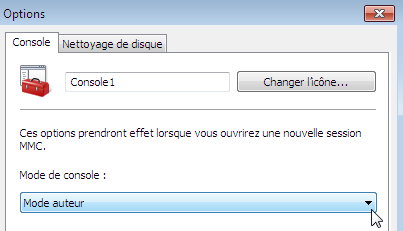 Options
Console
Nettoyage de disque
Console1
Changer l'icône...
Ces options prendront effet lorsque vous ouvrirez une nouvelle session
MMC.
Mode de console :
Mode auteur